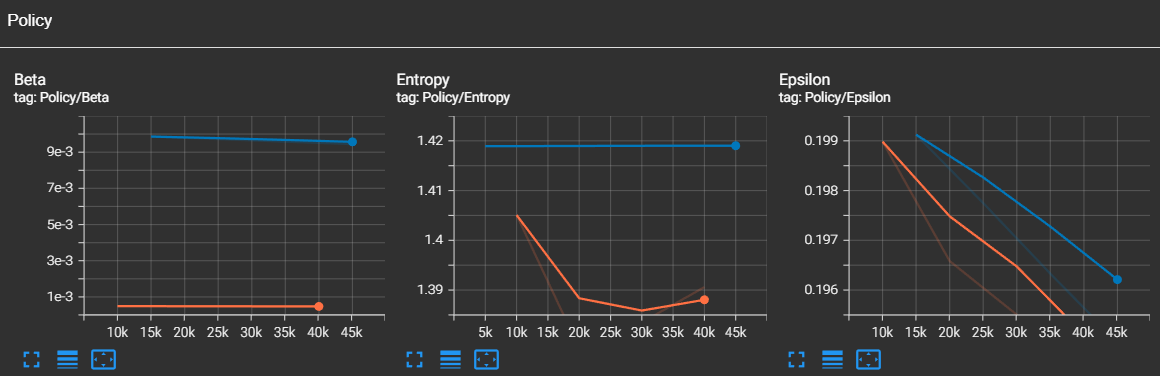 Policy
Beta
tag: Policy/Beta
9e-3
7e-3
5e-3
3e-3
1e-3
10k 15k 20k 25k 30k 35k 40k 45k
Entropy
tag: Policy/Entropy
1.42
1.41
1.4
1.39
5k 10k 15k 20k 25k 30k 35k 40k 45k
Epsilon
tag: Policy/Epsilon
0.199
0.198
0.197
0.196
10k 15k 20k 25k 30k 35k 40k 45k